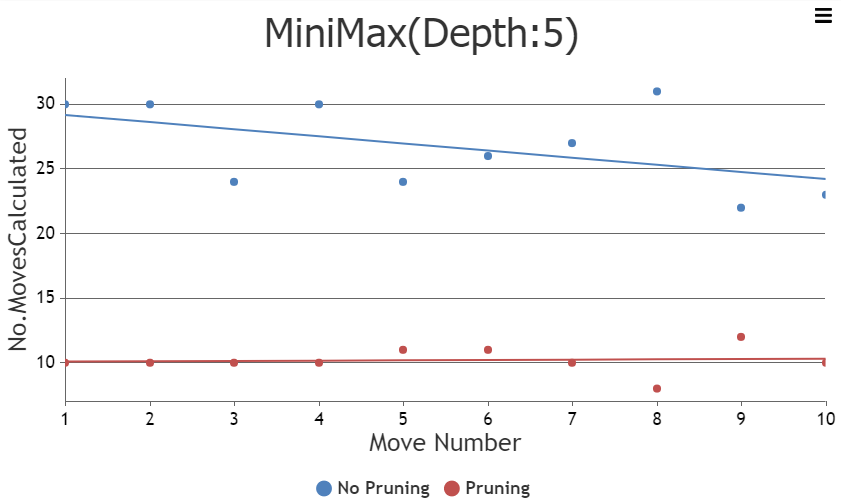 MiniMax(Depth:5)
No.MovesCalculated
30
25
20
15
10
1 2 3 4 5 6 7 8 9 10
Move Number
No Pruning Pruning